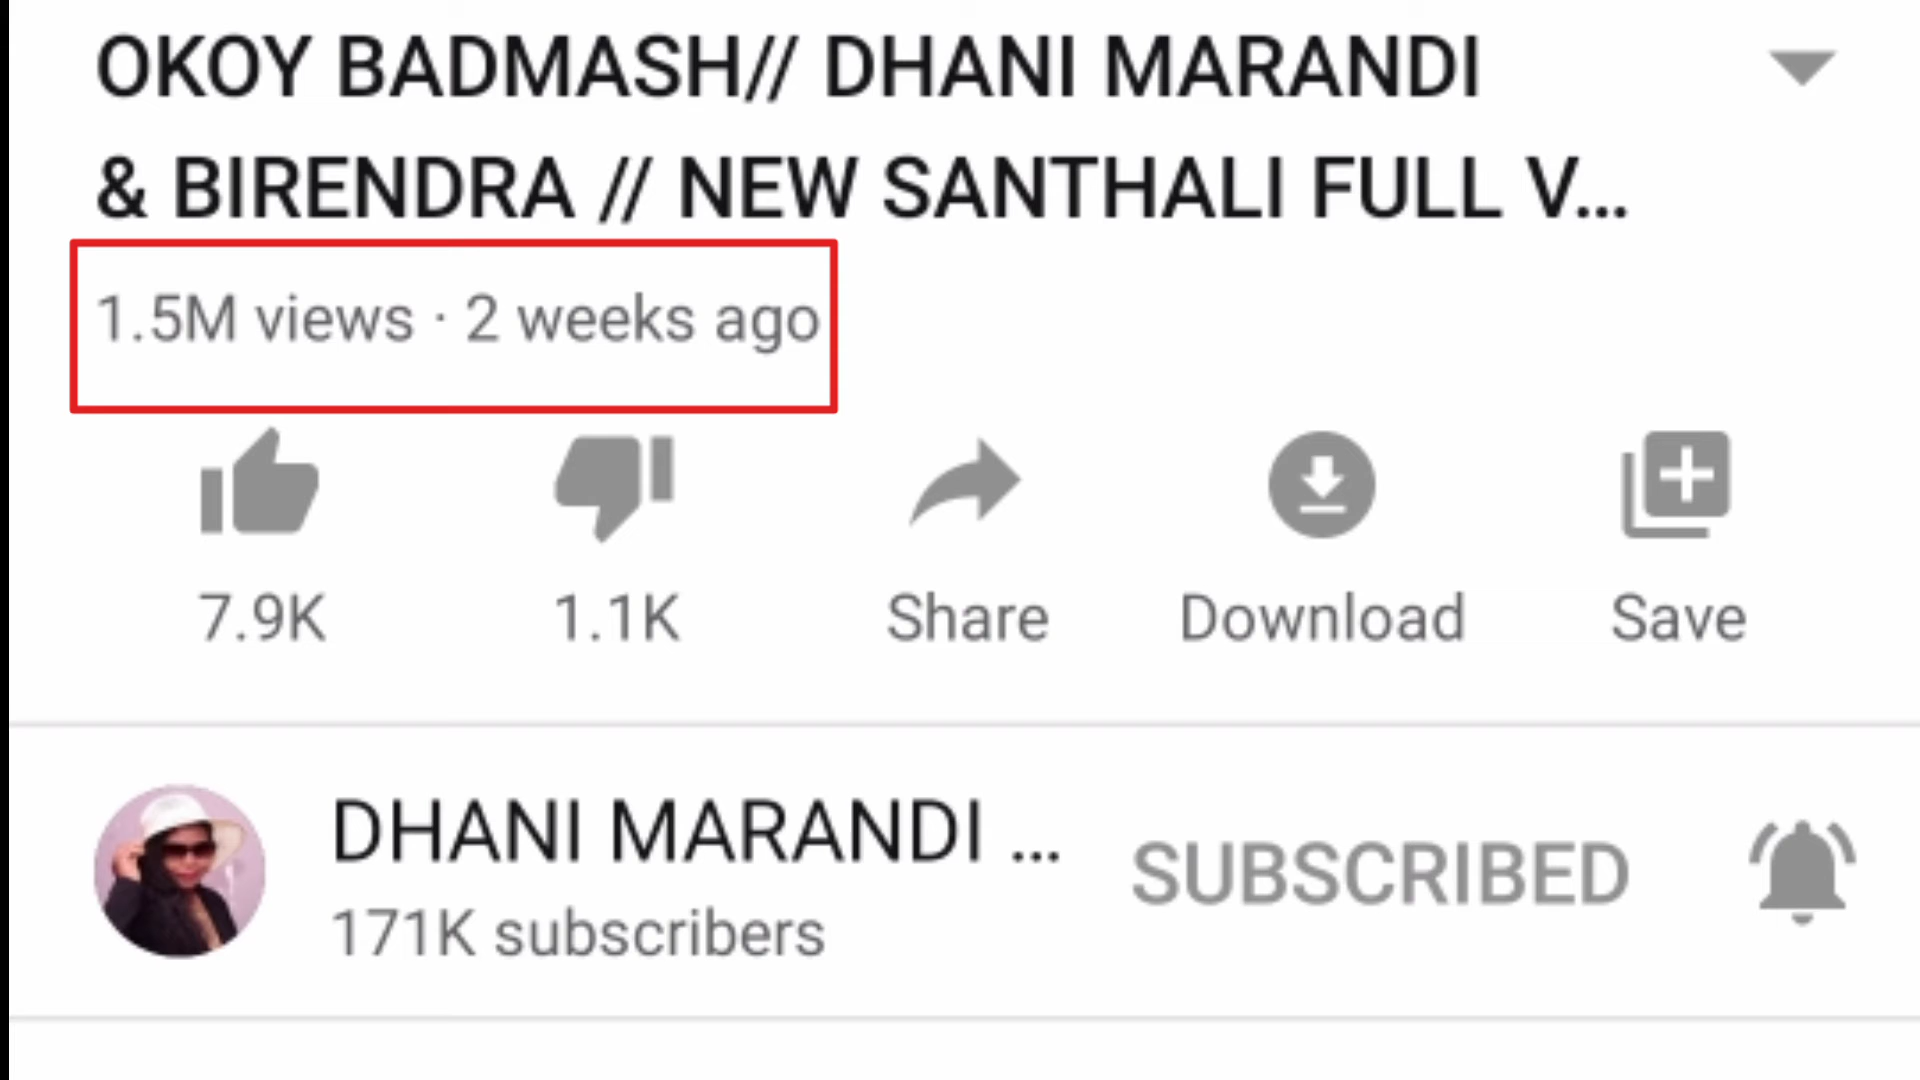 OKOY BADMASH// DHANI MARANDI
& BIRENDRA // NEW SANTHALI FULL V...
1.5M views · 2 weeks ago
7.9K
1.1K
Share
Download
Save
DHANI MARANDI ...
SUBSCRIBED
171K subscribers